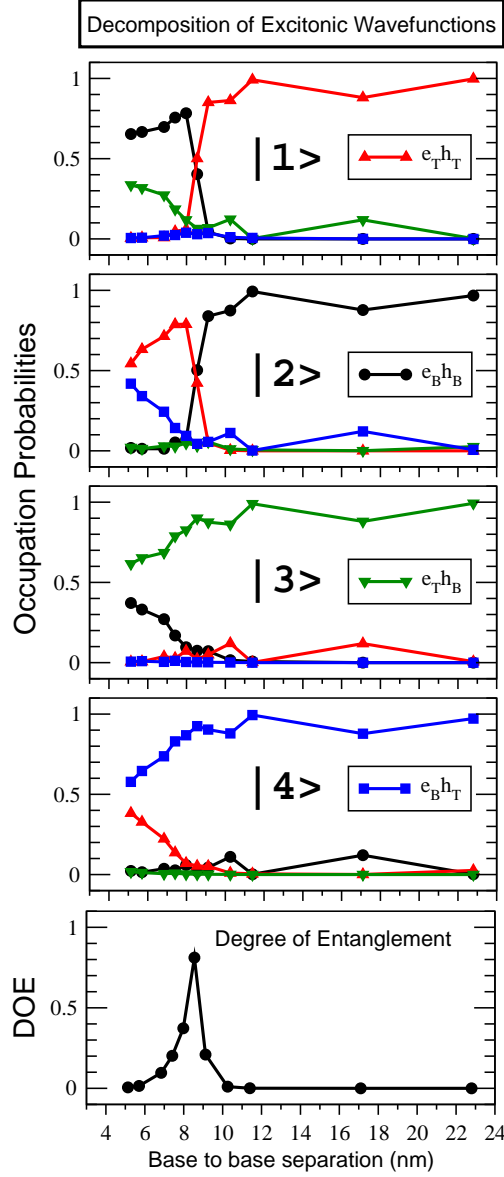 Decomposition of Excitonic Wavefunctions
Occupation Probabilities
1
0.5
0
|1>
eThT
1
0.5
0
|2>
eBhB
1
0.5
0
|3>
eThB
1
0.5
0
|4>
eBhT
DOE
1
0.5
0
Degree of Entanglement
4 6 8 10 12 14 16 18 20 22 24
Base to base separation (nm)